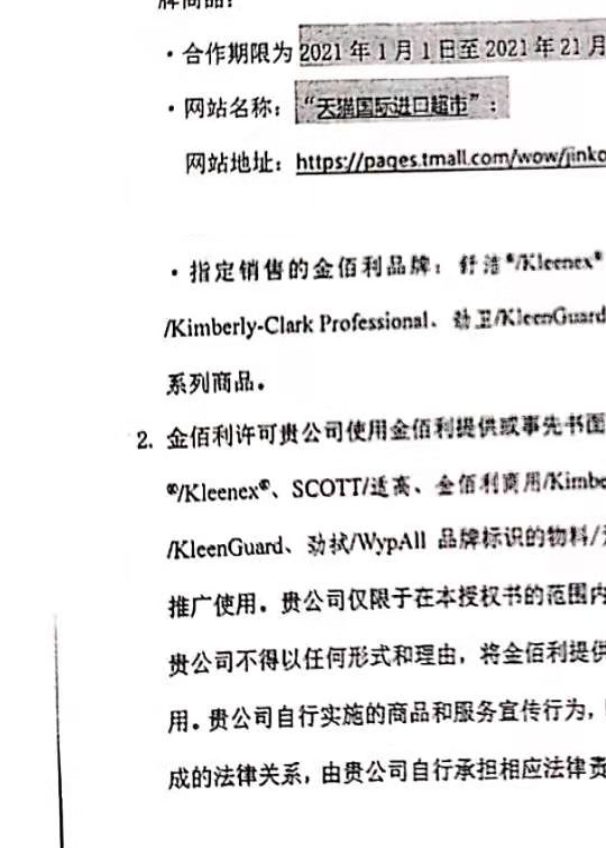 牌商品：
·合作期限为 2021 年 1 月 1 日至 2021 年 21 月
·网站名称：“天猫国际进口超市”；
网站地址：https://pages.tmall.com/wow/jinko
·指定销售的金佰利品牌：舒洁®/Kleenex®
/Kimberly-Clark Professional、劲卫/KleenGuard
系列商品。
2. 金佰利许可贵公司使用金佰利提供或事先书面
®/Kleenex®、SCOTT/适高、金佰利商用/Kimbe
/KleenGuard、劲拭/WypAll 品牌标识的物料/
推广使用。贵公司仅限于在本授权书的范围内
贵公司不得以任何形式和理由，将金佰利提供
用。贵公司自行实施的商品和服务宣传行为，
成的法律关系，由贵公司自行承担相应法律责